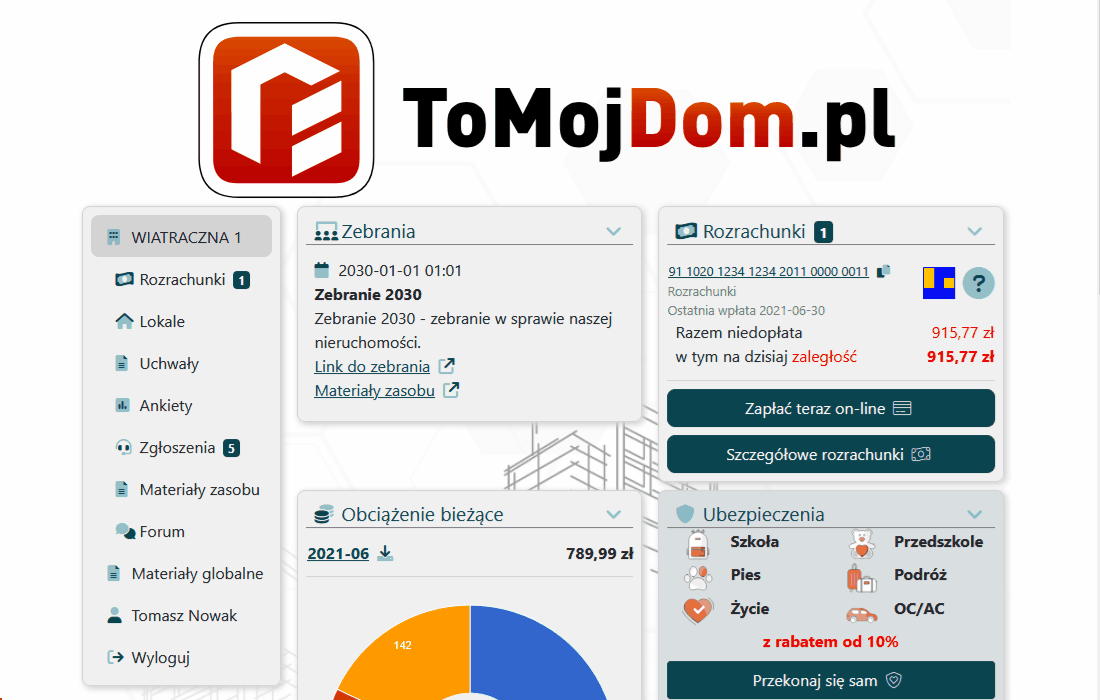 ToMojDom.pl
WIATRACZNA 1
Rozrachunki 1
Lokale
Uchwały
Ankiety
Zgłoszenia 5
Materiały zasobu
Forum
Materiały globalne
Tomasz Nowak
Wyloguj
Zebrania
2030-01-01 01:01
Zebranie 2030
Zebranie 2030 - zebranie w sprawie naszej
nieruchomości.
Link do zebrania
Materiały zasobu
Rozrachunki 1
91 1020 1234 1234 2011 0000 0011
?
Rozrachunki
Ostatnia wpłata 2021-06-30
Razem niedopłata 915,77 zł
w tym na dzisiaj zaległość 915,77 zł
Zapłać teraz on-line
Szczegółowe rozrachunki
Obciążenie bieżące
2021-06 789,99 zł
142
Ubezpieczenia
Szkoła Przedszkole
Pies Podróż
Życie OC/AC
z rabatem od 10%
Przekonaj się sam